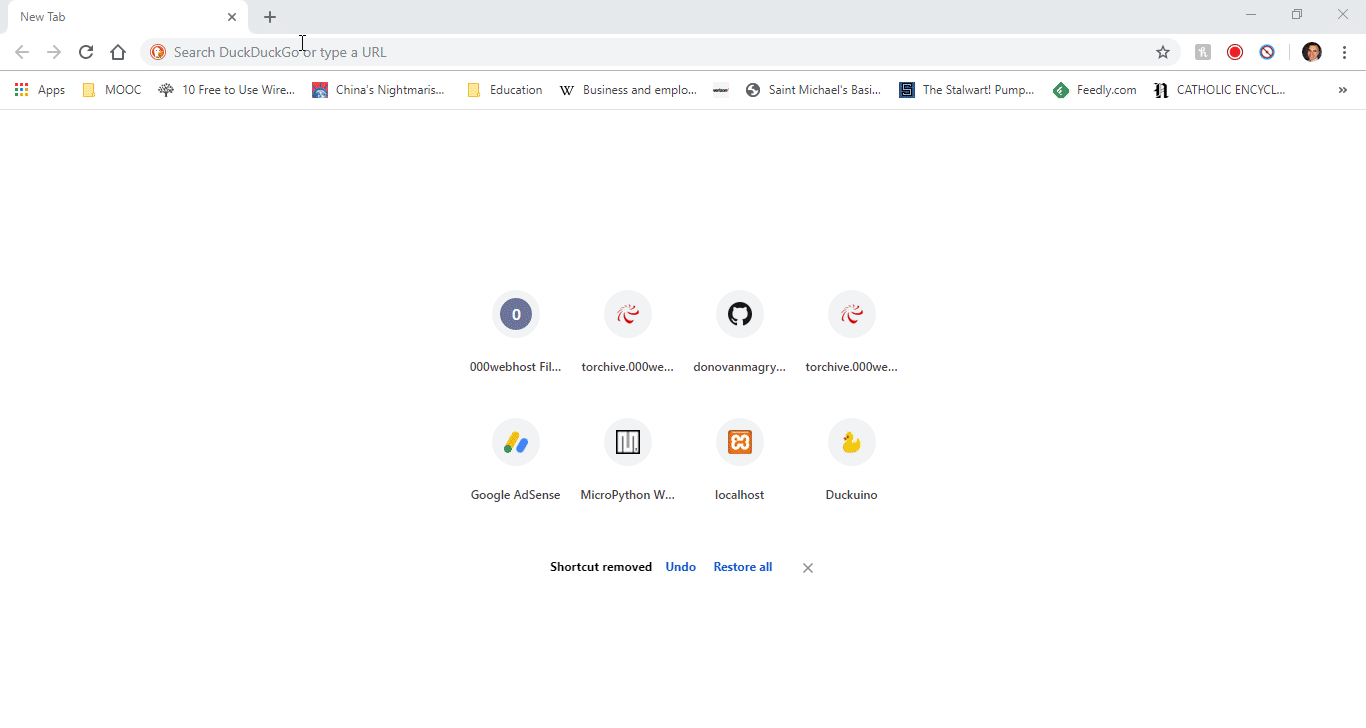 New Tab
Search DuckDuckGo or type a URL
Apps MOOC 10 Free to Use Wire... China's Nightmaris... Education W Business and emplo... verizon Saint Michael's Basi... S The Stalwart! Pump... Feedly.com n CATHOLIC ENCYCL... »
0
000webhost Fil... torchive.000we... donovanmagry... torchive.000we...
Google AdSense MicroPython W... localhost Duckuino
Shortcut removed Undo Restore all